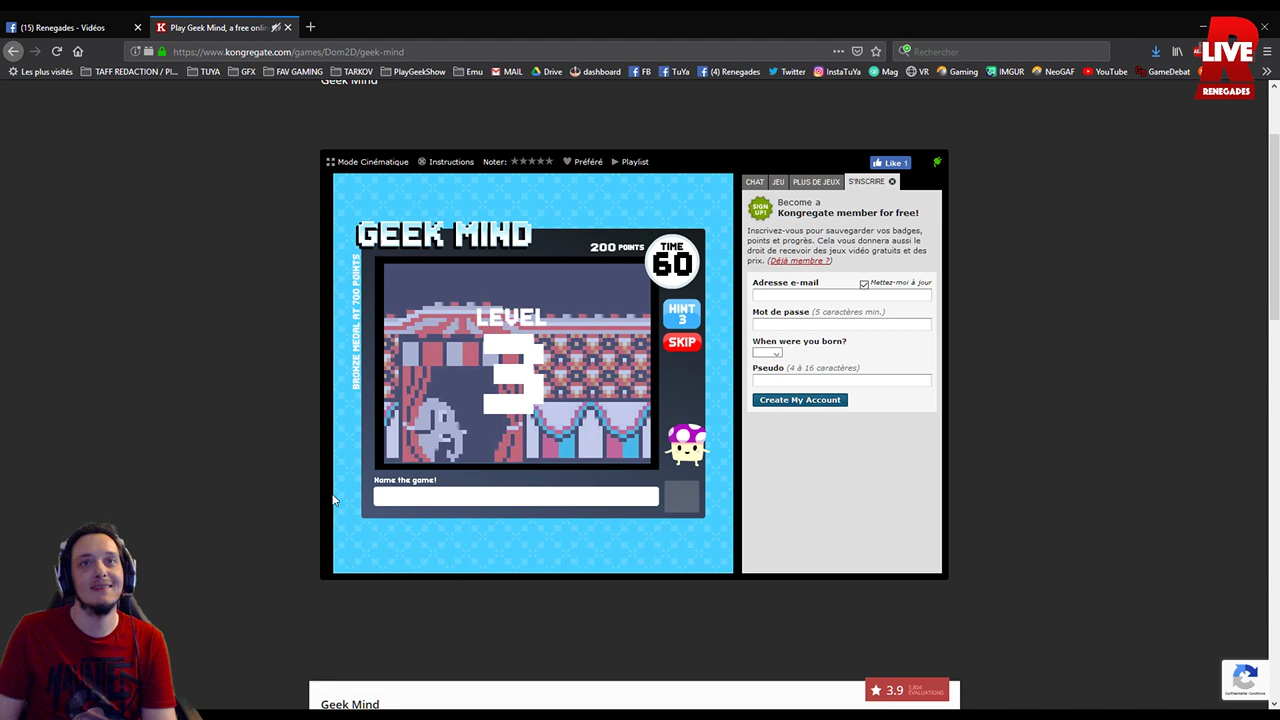 (15) Renegades - Vidéos
Play Geek Mind, a free onlin
https://www.kongregate.com/games/Dom2D/geek-mind
Rechercher
Les plus visités
TAFF REDACTION / PI...
TUYA
GFX
FAV GAMING
TARKOV
PlayGeekShow
Emu
MAIL
Drive
dashboard
FB
TuYa
(4) Renegades
Twitter
InstaTuYa
Mag
VR
Gaming
IMGUR
NeoGAF
YouTube
GameDebat
LIVE
R
RENEGADES
Geek Mind
Mode Cinématique
Instructions
Noter:
Préféré
Playlist
Like 1
CHAT
JEU
PLUS DE JEUX
S'INSCRIRE
GEEK MIND
200 POINTS
TIME
60
BRONZE MEDAL AT 700 POINTS
LEVEL
3
HINT
3
SKIP
Name the game!
SIGN UP!
Become a
Kongregate member for free!
Inscrivez-vous pour sauvegarder vos badges,
points et progrès. Cela vous donnera aussi le
droit de recevoir des jeux vidéo gratuits et des
prix. (Déjà membre ?)
Adresse e-mail
Mettez-moi à jour
Mot de passe (5 caractères min.)
When were you born?
Pseudo (4 à 16 caractères)
Create My Account
Geek Mind
3.9